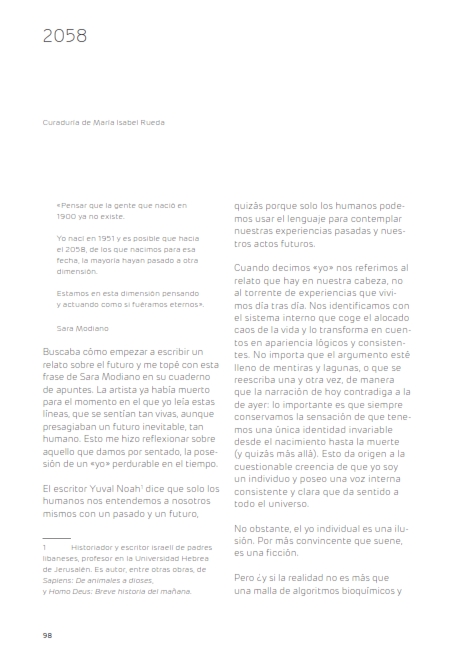 2058
Curaduría de María Isabel Rueda
«Pensar que la gente que nació en
1900 ya no existe.
Yo nací en 1951 y es posible que hacia
el 2058, de los que nacimos para esa
fecha, la mayoría hayan pasado a otra
dimensión.
Estamos en esta dimensión pensando
y actuando como si fuéramos eternos».
Sara Modiano
Buscaba cómo empezar a escribir un
relato sobre el futuro y me topé con esta
frase de Sara Modiano en su cuaderno
de apuntes. La artista ya había muerto
para el momento en el que yo leía estas
líneas, que se sentían tan vivas, aunque
presagiaban un futuro inevitable, tan
humano. Esto me hizo reflexionar sobre
aquello que damos por sentado, la pose-
sión de un «yo» perdurable en el tiempo.
El escritor Yuval Noah¹ dice que solo los
humanos nos entendemos a nosotros
mismos con un pasado y un futuro,
1 Historiador y escritor israelí de padres
libaneses, profesor en la Universidad Hebrea
de Jerusalén. Es autor, entre otras obras, de
Sapiens: De animales a dioses,
y Homo Deus: Breve historia del mañana.
quizás porque solo los humanos pode-
mos usar el lenguaje para contemplar
nuestras experiencias pasadas y nues-
tros actos futuros.
Cuando decimos «yo» nos referimos al
relato que hay en nuestra cabeza, no
al torrente de experiencias que vivi-
mos día tras día. Nos identificamos con
el sistema interno que coge el alocado
caos de la vida y lo transforma en cuen-
tos en apariencia lógicos y consisten-
tes. No importa que el argumento esté
lleno de mentiras y lagunas, o que se
reescriba una y otra vez, de manera
que la narración de hoy contradiga a la
de ayer: lo importante es que siempre
conservamos la sensación de que tene-
mos una única identidad invariable
desde el nacimiento hasta la muerte
(y quizás más allá). Esto da origen a la
cuestionable creencia de que yo soy
un individuo y poseo una voz interna
consistente y clara que da sentido a
todo el universo.
No obstante, el yo individual es una ilu-
sión. Por más convincente que suene,
es una ficción.
Pero ¿y si la realidad no es más que
una malla de algoritmos bioquímicos y
98